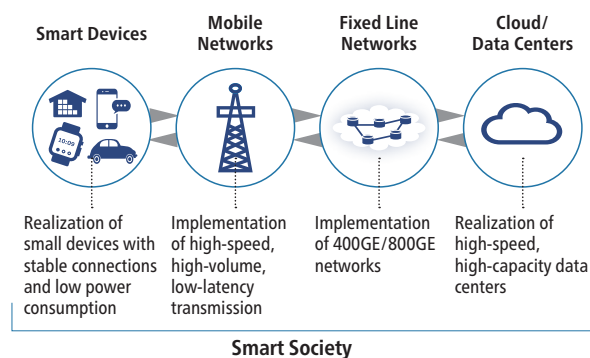 Smart Devices
Mobile
Networks
Fixed Line
Networks
Cloud/
Data Centers
10:09
Realization of
small devices with
stable connections
and low power
consumption
Implementation
of high-speed,
high-volume,
low-latency
transmission
Implementation
of 400GE/800GE
networks
Realization of
high-speed,
high-capacity data
centers
Smart Society